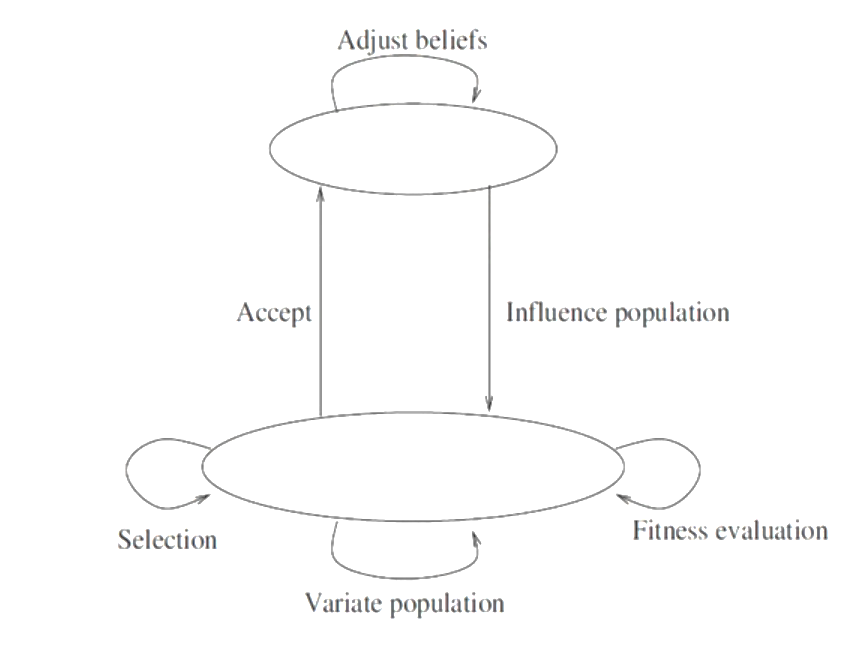 Adjust beliefs
Accept
Influence population
Selection
Fitness evaluation
Variate population